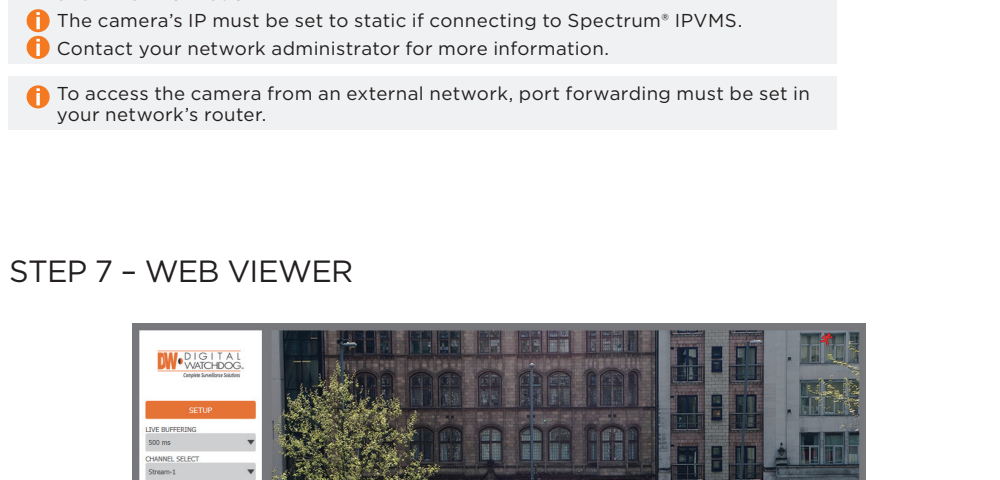 The camera's IP must be set to static if connecting to Spectrum® IPVMS.
Contact your network administrator for more information.
To access the camera from an external network, port forwarding must be set in
your network's router.
STEP 7 – WEB VIEWER
DW DIGITAL
WATCHDOG.
Complete Surveillance Solutions
SETUP
LIVE BUFFERING
500 ms
CHANNEL SELECT
Stream-1